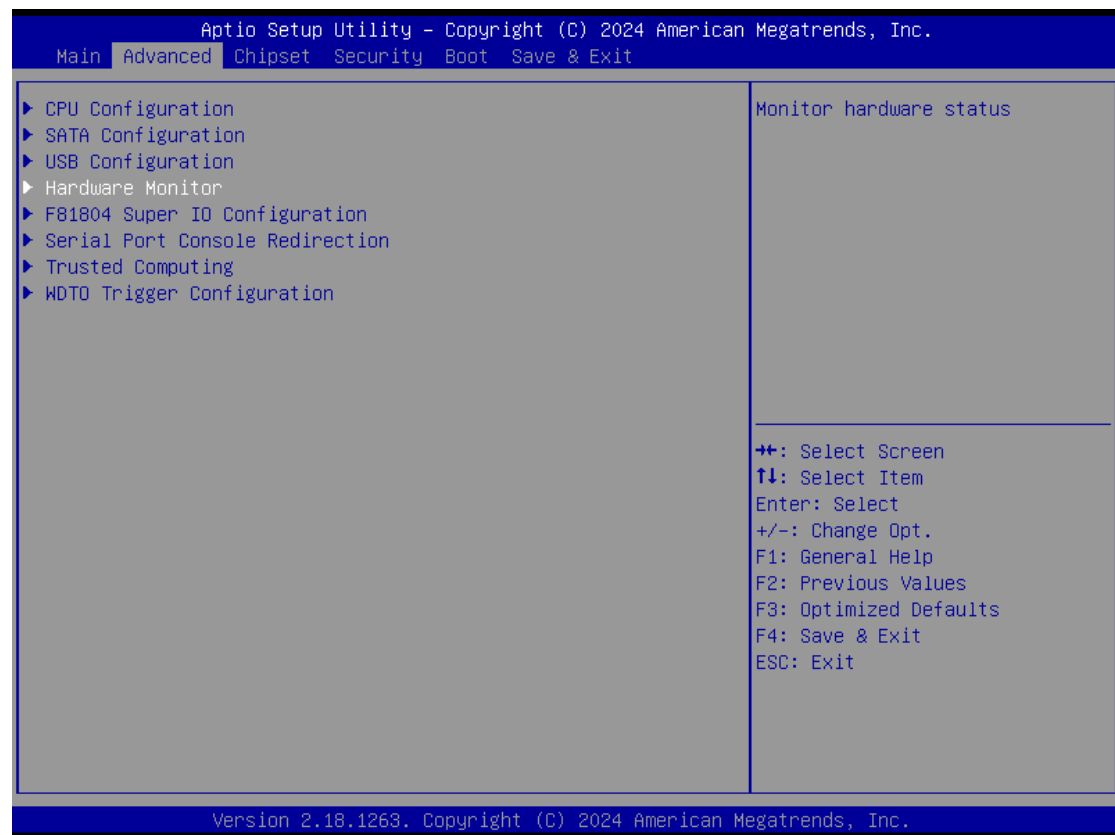 Aptio Setup Utility – Copyright (C) 2024 American Megatrends, Inc.
Main Advanced Chipset Security Boot Save & Exit
CPU Configuration
SATA Configuration
USB Configuration
Hardware Monitor
F81804 Super IO Configuration
Serial Port Console Redirection
Trusted Computing
WDTO Trigger Configuration
Monitor hardware status
→←: Select Screen
↑↓: Select Item
Enter: Select
+/-: Change Opt.
F1: General Help
F2: Previous Values
F3: Optimized Defaults
F4: Save & Exit
ESC: Exit
Version 2.18.1263. Copyright (C) 2024 American Megatrends, Inc.